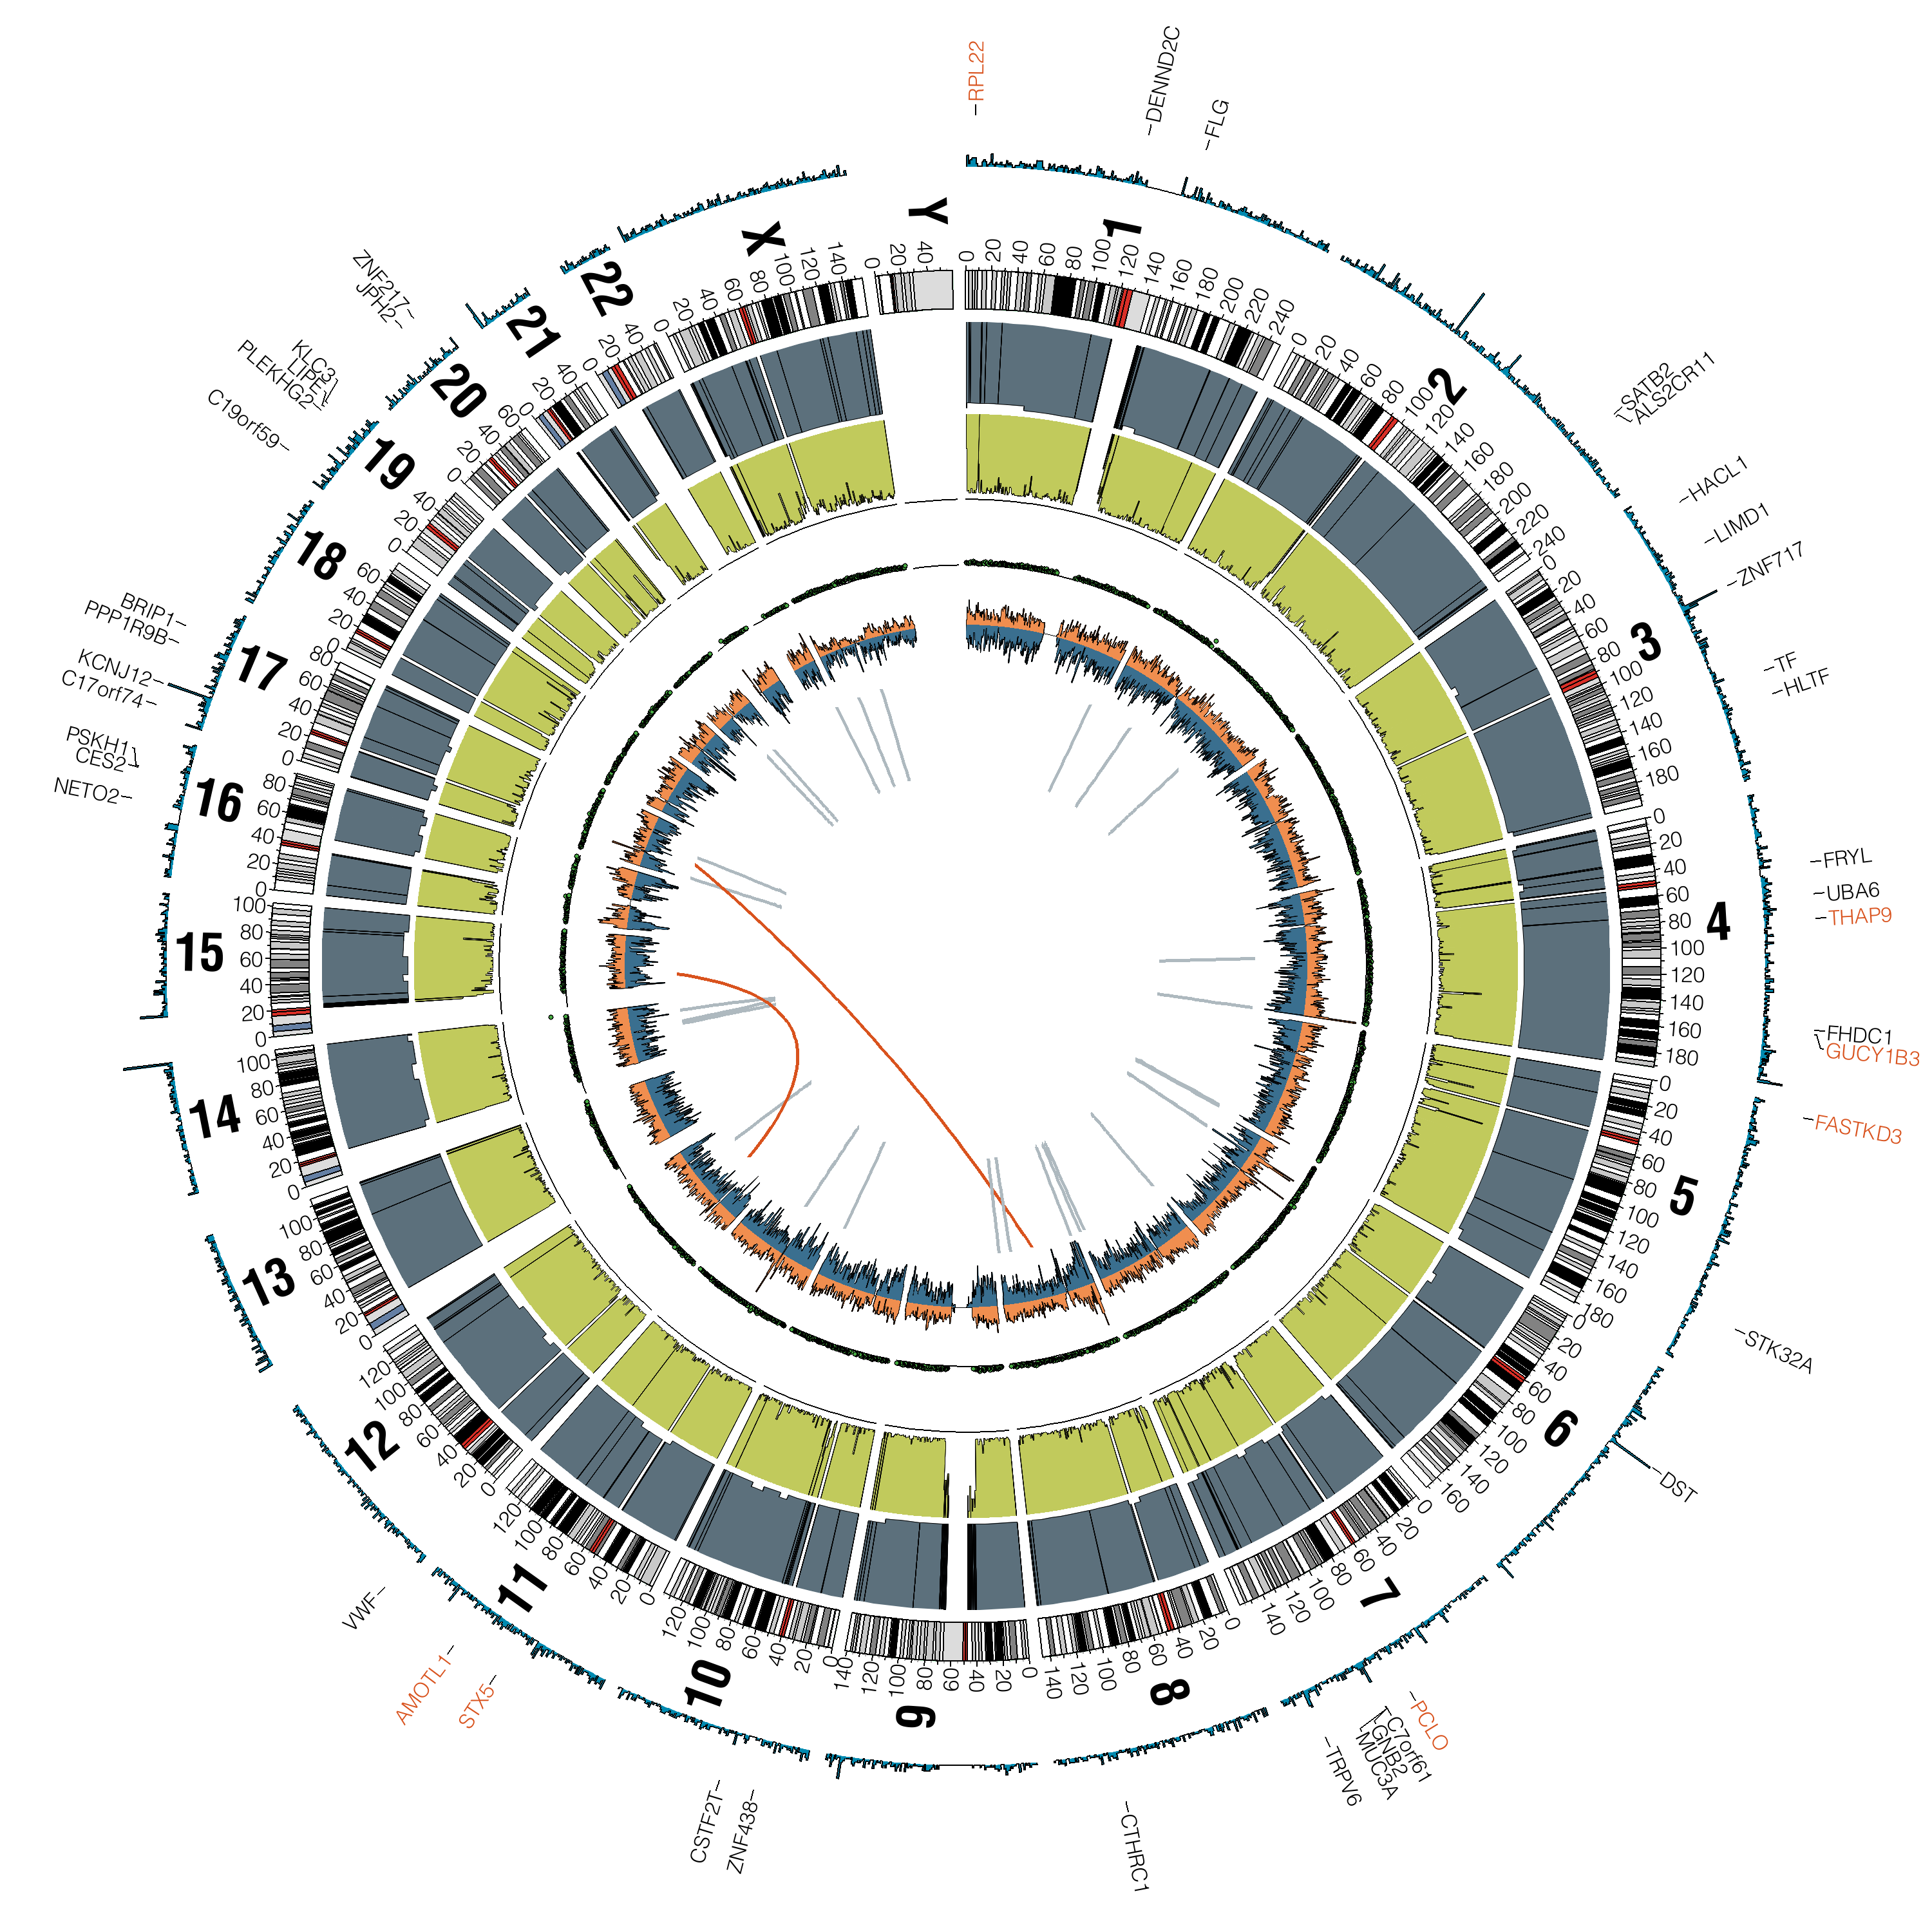 RPL22
DENND2C
FLG
SATB2
ALS2CR11
HACL1
LIMD1
ZNF717
TF
HLTF
FRYL
UBA6
THAP9
FHDC1
GUCY1B3
FASTKD3
STK32A
DST
PCLO
C7orf61
GNB2
MUC3A
TRPV6
CTHRC1
ZNF438
CSTF2T
STX5
AMOTL1
VWF
NETO2
CES2
PSKH1
C17orf74
KCNJ12
PPP1R9B
BRIP1
C19orf59
PLEKHG2
LIPE
KLC3
JPH2
ZNF217
1
0 20 40 60 80 100 120 140 160 180 200 220 240
2
0 20 40 60 80 100 120 140 160 180 200 220 240
3
0 20 40 60 80 100 120 140 160 180
4
0 20 40 60 80 100 120 140 160 180
5
0 20 40 60 80 100 120 140 160 180
6
0 20 40 60 80 100 120 140 160
7
0 20 40 60 80 100 120 140
8
0 20 40 60 80 100 120 140
9
0 20 40 60 80 100 120 140
10
0 20 40 60 80 100 120
11
0 20 40 60 80 100 120
12
0 20 40 60 80 100 120
13
0 20 40 60 80 100
14
0 20 40 60 80 100
15
0 20 40 60 80 100
16
0 20 40 60 80
17
0 20 40 60 80
18
0 20 40 60
19
0 20 40
20
0 20 40 60
21
0 20 40
22
0 20 40
X
0 20 40 60 80 100 120 140
Y
0 20 40